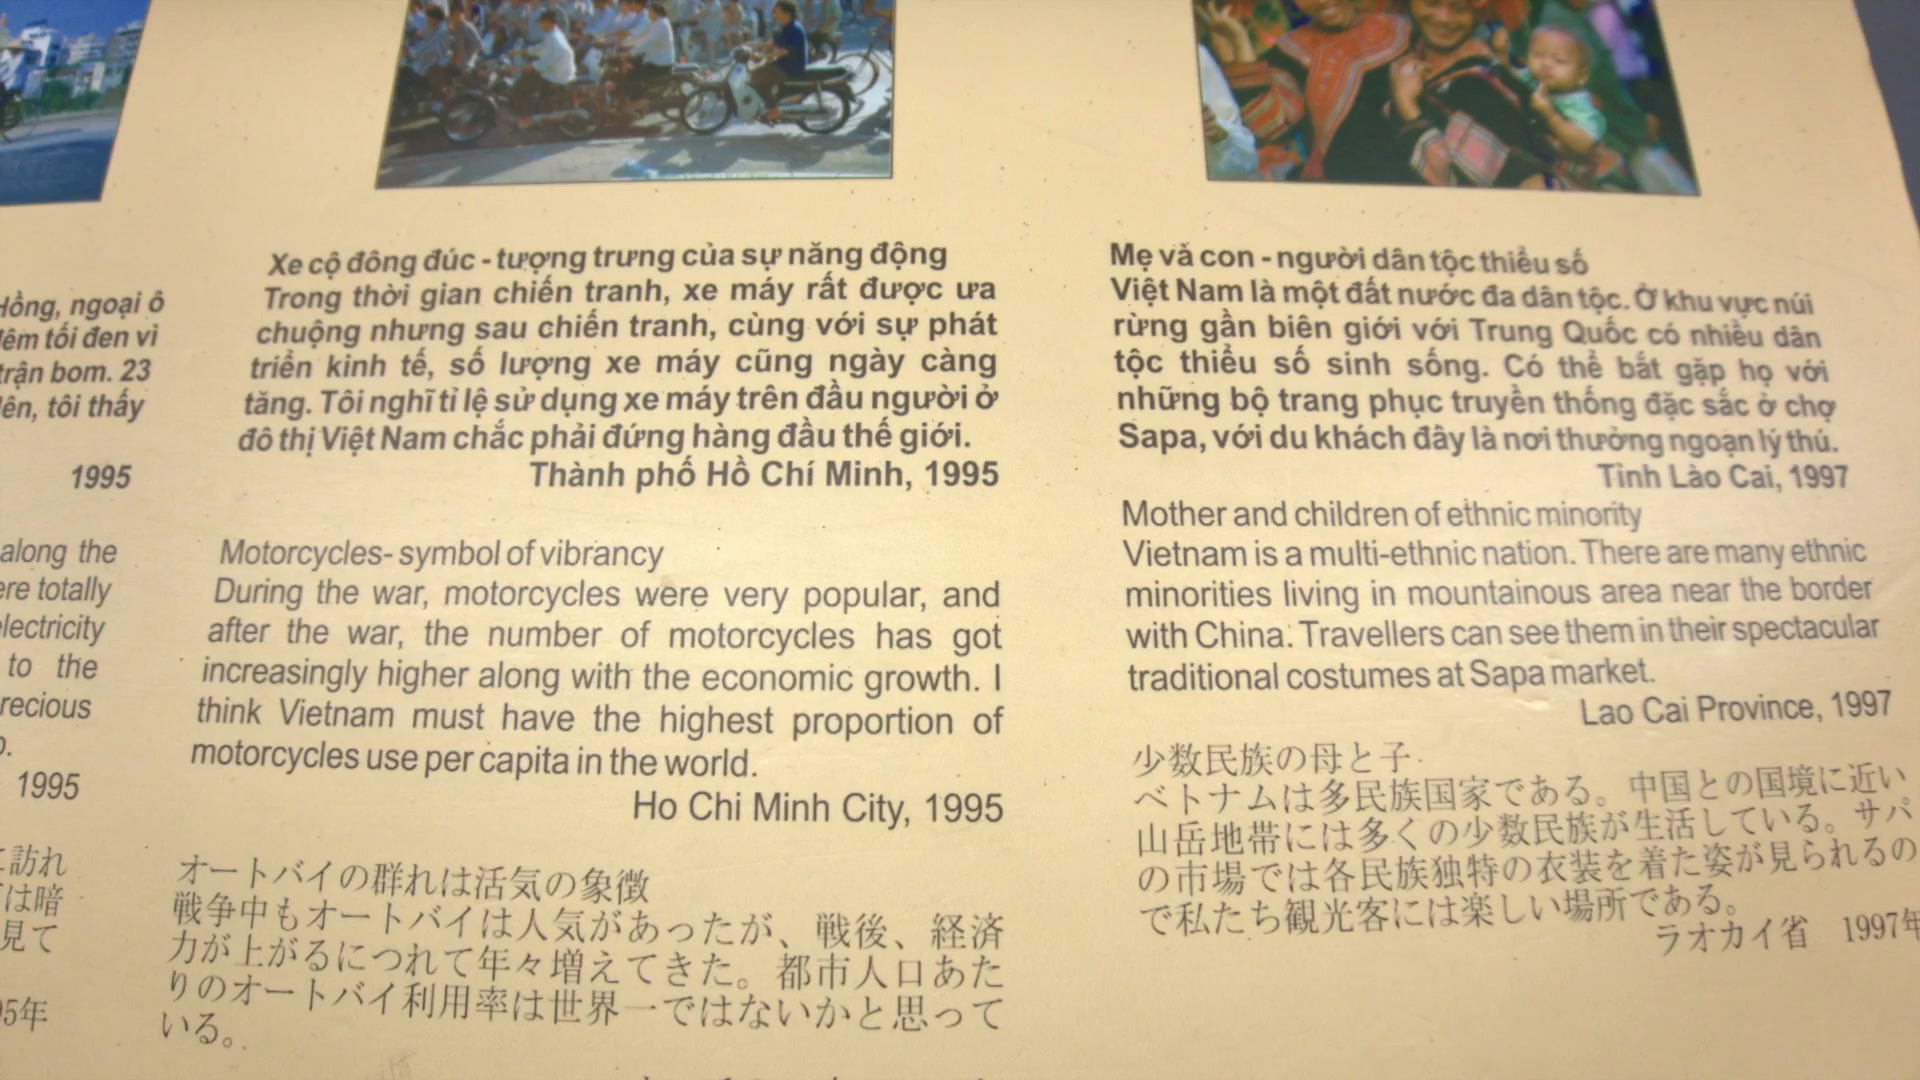 Hồng, ngoại ô
đêm tối đen vì
trận bom. 23
lên, tôi thấy
1995
along the
ere totally
electricity
to the
recious
1995
訪れ
は暗
見て
95年
Xe cộ đông đúc - tượng trưng của sự năng động
Trong thời gian chiến tranh, xe máy rất được ưa
chuộng nhưng sau chiến tranh, cùng với sự phát
triển kinh tế, số lượng xe máy cũng ngày càng
tăng. Tôi nghĩ tỉ lệ sử dụng xe máy trên đầu người ở
đô thị Việt Nam chắc phải đứng hàng đầu thế giới.
Thành phố Hồ Chí Minh, 1995
Motorcycles- symbol of vibrancy
During the war, motorcycles were very popular, and
after the war, the number of motorcycles has got
increasingly higher along with the economic growth. I
think Vietnam must have the highest proportion of
motorcycles use per capita in the world.
Ho Chi Minh City, 1995
オートバイの群れは活気の象徴
戦争中もオートバイは人気があったが、戦後、経済
力が上がるにつれて年々増えてきた。都市人口あた
りのオートバイ利用率は世界一ではないかと思って
いる。
Mẹ và con - người dân tộc thiểu số
Việt Nam là một đất nước đa dân tộc. Ở khu vực núi
rừng gần biên giới với Trung Quốc có nhiều dân
tộc thiểu số sinh sống. Có thể bắt gặp họ với
những bộ trang phục truyền thống đặc sắc ở chợ
Sapa, với du khách đây là nơi thưởng ngoạn lý thú.
Tỉnh Lào Cai, 1997
Mother and children of ethnic minority
Vietnam is a multi-ethnic nation. There are many ethnic
minorities living in mountainous area near the border
with China. Travellers can see them in their spectacular
traditional costumes at Sapa market.
Lao Cai Province, 1997
少数民族の母と子
ベトナムは多民族国家である。中国との国境に近い
山岳地帯には多くの少数民族が生活している。サパ
の市場では各民族独特の衣装を着た姿が見られるの
で私たち観光客には楽しい場所である。
ラオカイ省 1997年